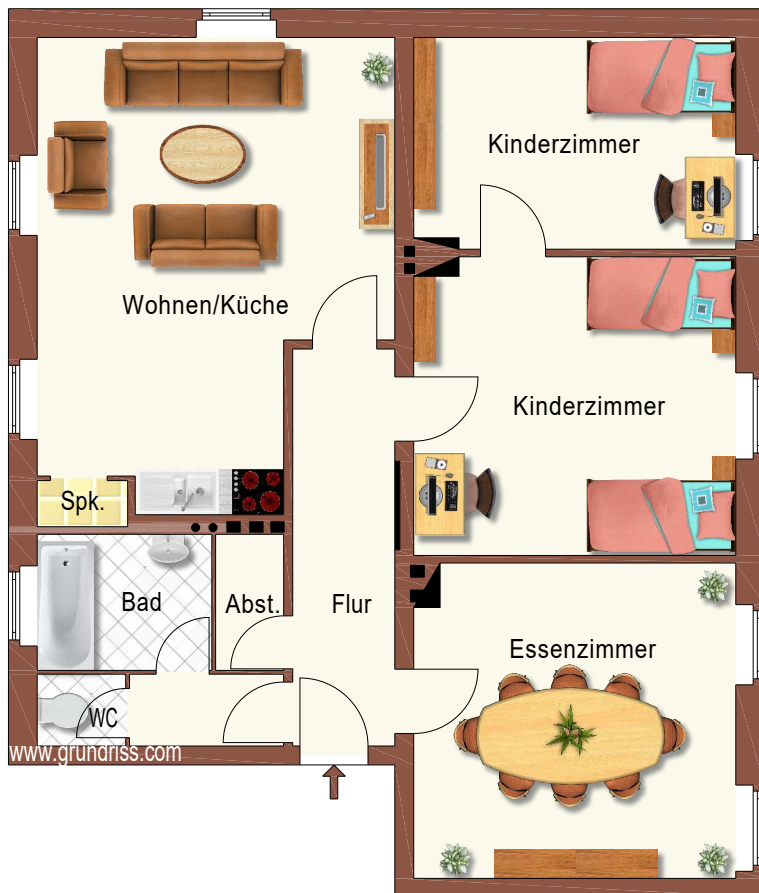 Kinderzimmer
Wohnen/Küche
Kinderzimmer
Spk.
Bad
Abst.
Flur
Essenzimmer
WC
www.grundriss.com